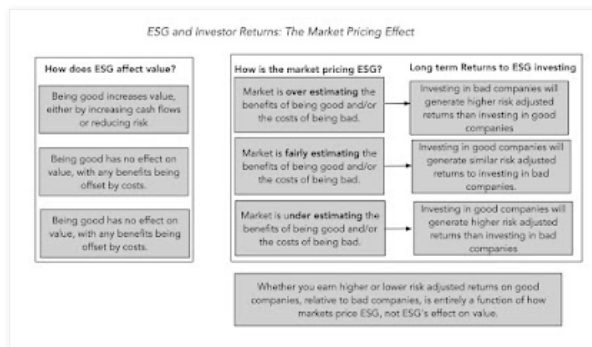 ESG and Investor Returns: The Market Pricing Effect
How does ESG affect value?
Being good increases value,
either by increasing cash flows
or reducing risk
Being good has no effect on
value, with any benefits being
offset by costs.
Being good has no effect on
value, with any benefits being
offset by costs.
How is the market pricing ESG?
Market is over estimating the
benefits of being good and/or
the costs of being bad.
Market is fairly estimating the
benefits of being good and/or
the costs of being bad.
Market is under estimating the
benefits of being good and/or
the costs of being bad.
Long term Returns to ESG investing
Investing in bad companies will
generate higher risk adjusted
returns than investing in good
companies
Investing in good companies will
generate similar risk adjusted
returns to investing in bad
companies.
Investing in good companies will
generate higher risk adjusted
returns than investing in bad
companies
Whether you earn higher or lower risk adjusted returns on good
companies, relative to bad companies, is entirely a function of how
markets price ESG, not ESG's effect on value.